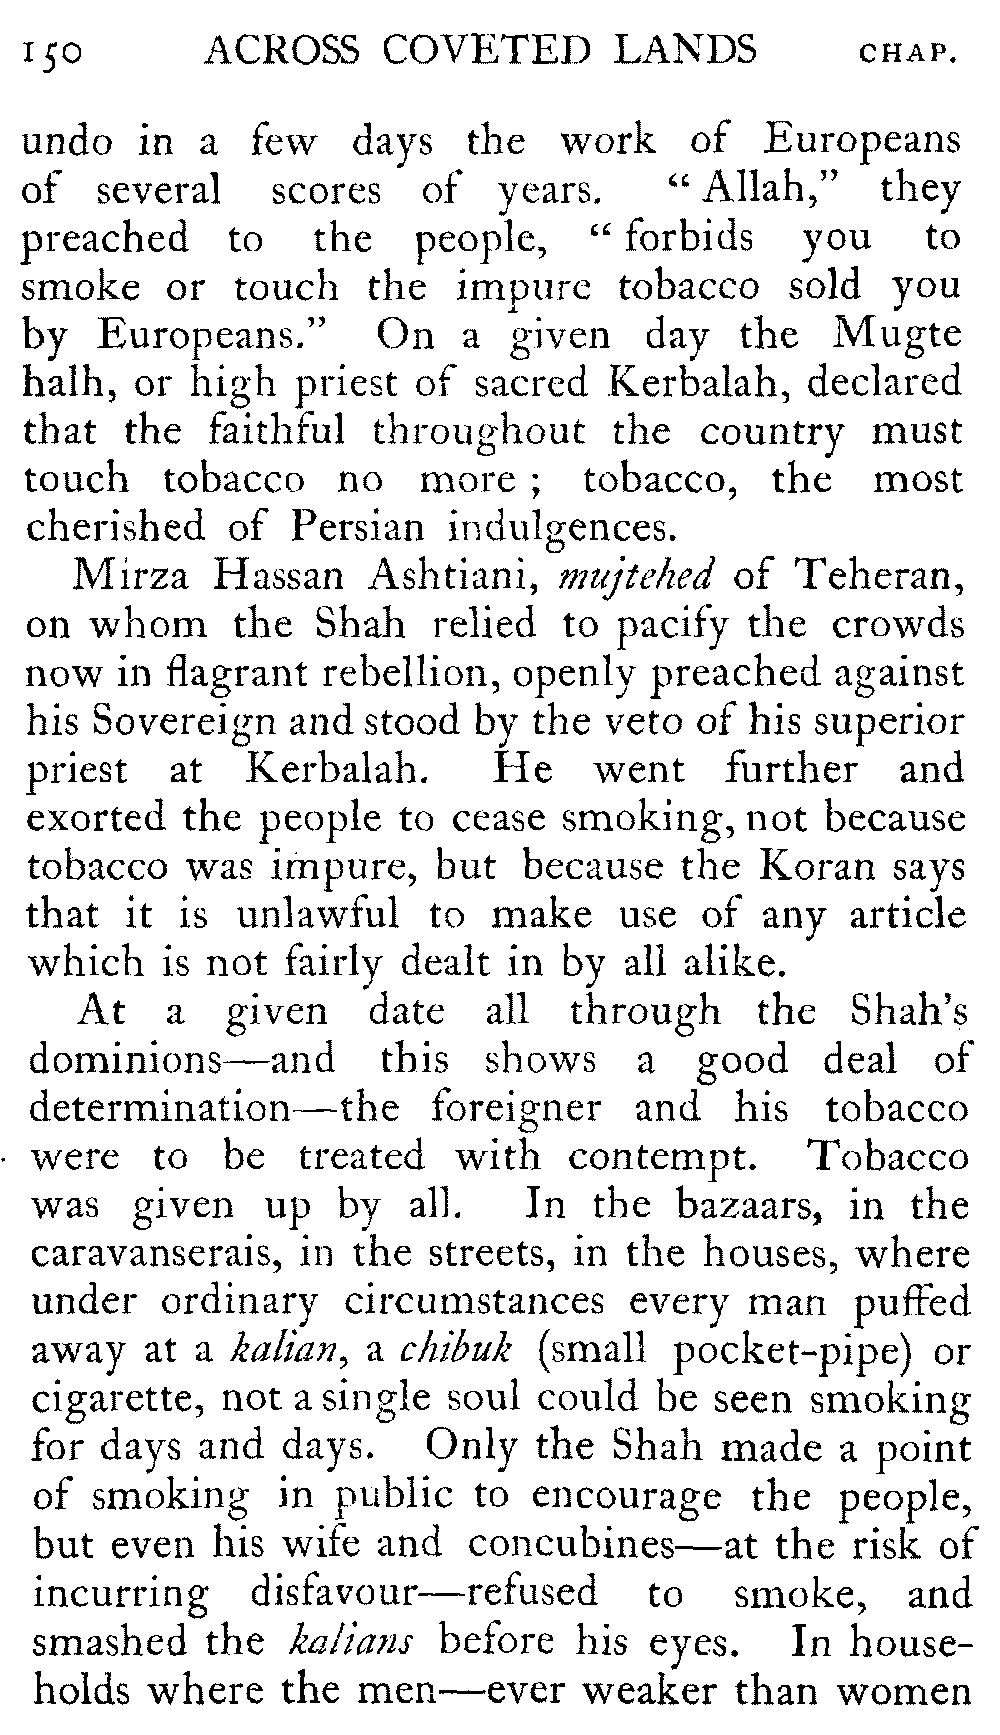 150 ACROSS COVETED LANDS CHAP.
undo in a few days the work of Europeans
of several scores of years. "Allah," they
preached to the people, "forbids you to
smoke or touch the impure tobacco sold you
by Europeans." On a given day the Mugte
halh, or high priest of sacred Kerbalah, declared
that the faithful throughout the country must
touch tobacco no more; tobacco, the most
cherished of Persian indulgences.
Mirza Hassan Ashtiani, mujtehed of Teheran,
on whom the Shah relied to pacify the crowds
now in flagrant rebellion, openly preached against
his Sovereign and stood by the veto of his superior
priest at Kerbalah. He went further and
exorted the people to cease smoking, not because
tobacco was impure, but because the Koran says
that it is unlawful to make use of any article
which is not fairly dealt in by all alike.
At a given date all through the Shah's
dominions—and this shows a good deal of
determination—the foreigner and his tobacco
were to be treated with contempt. Tobacco
was given up by all. In the bazaars, in the
caravanserais, in the streets, in the houses, where
under ordinary circumstances every man puffed
away at a kalian, a chibuk (small pocket-pipe) or
cigarette, not a single soul could be seen smoking
for days and days. Only the Shah made a point
of smoking in public to encourage the people,
but even his wife and concubines—at the risk of
incurring disfavour—refused to smoke, and
smashed the kalians before his eyes. In house-
holds where the men—ever weaker than women